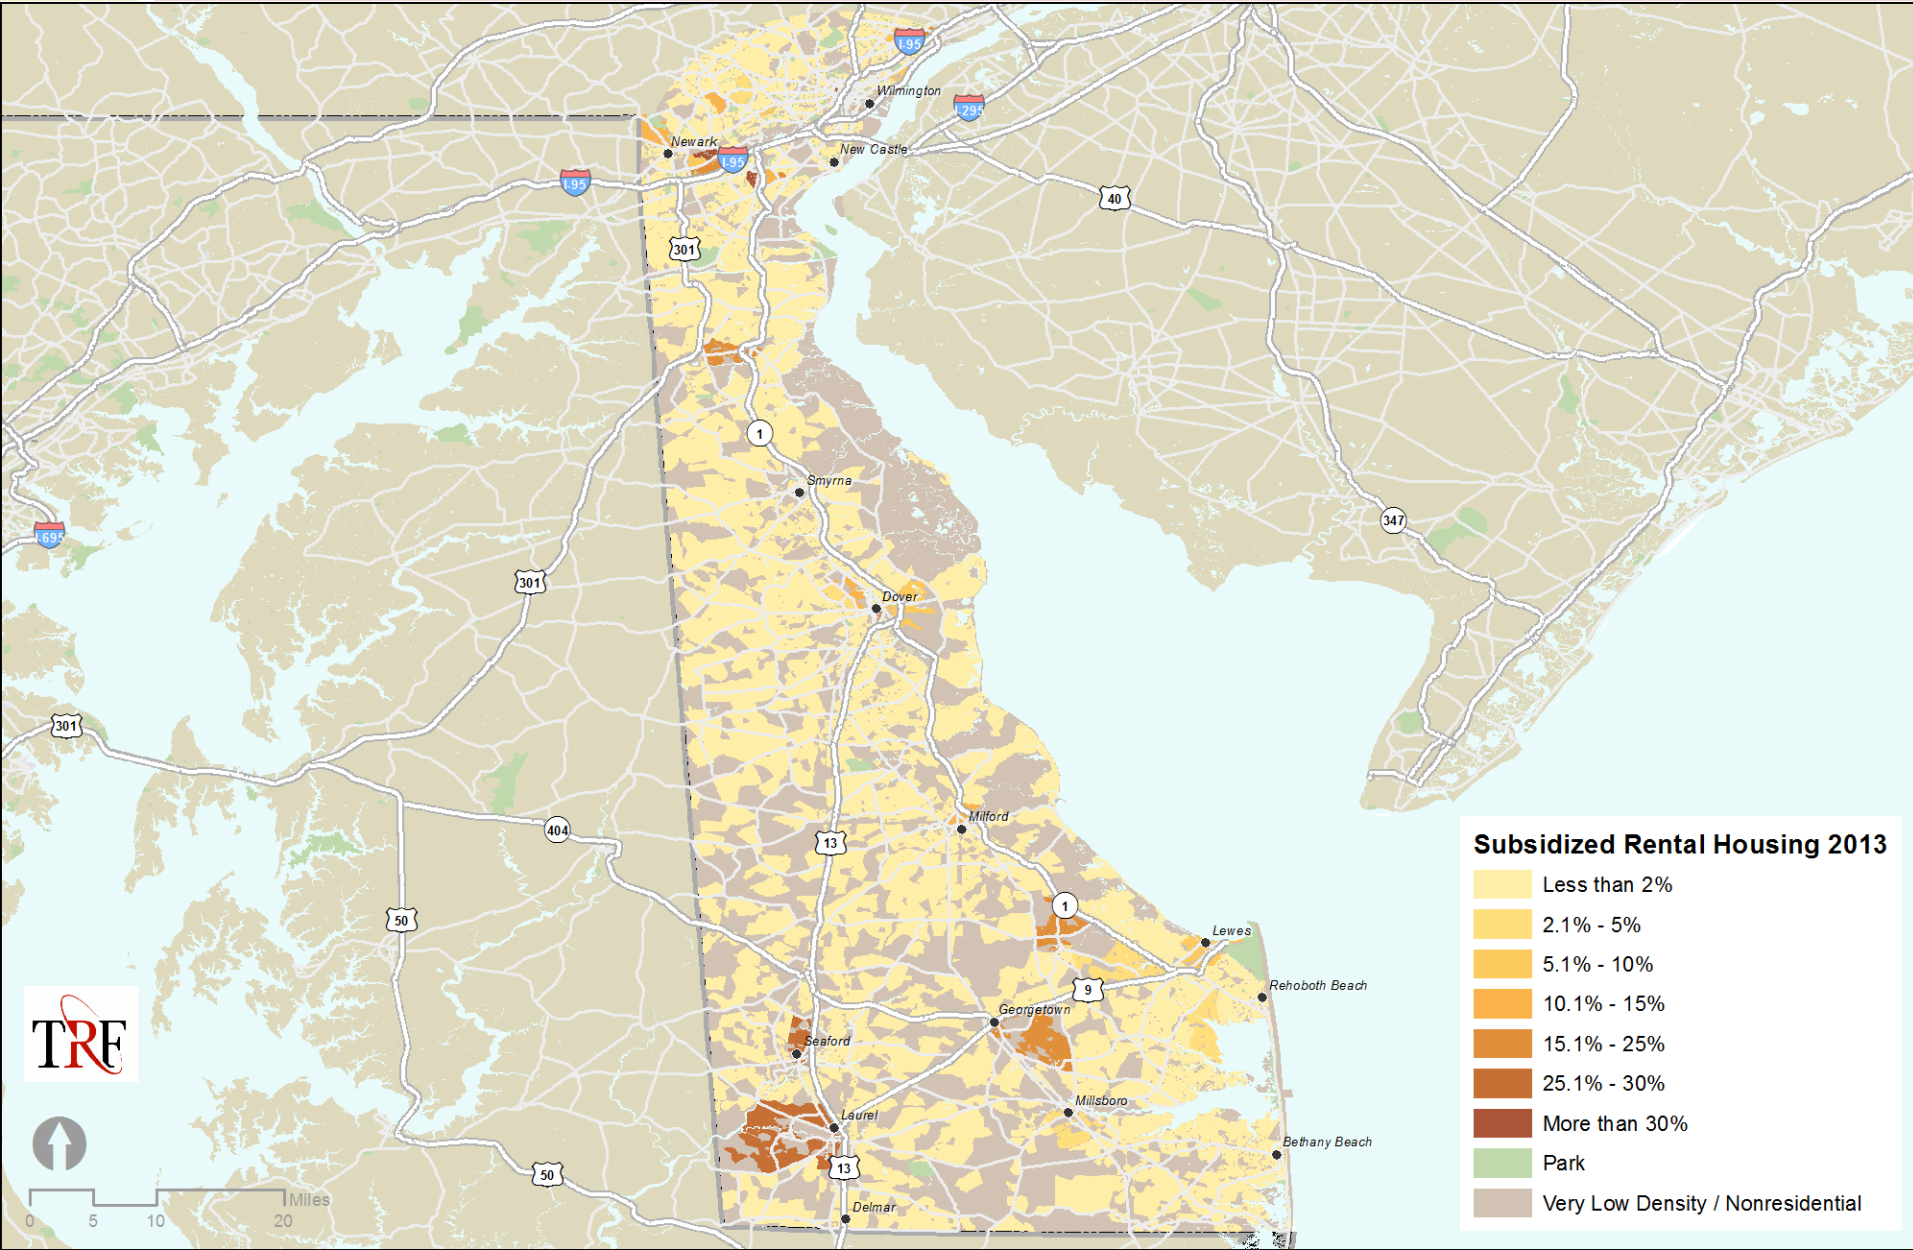 I-95
Wilmington
I-295
Newark
I-95
New Castle
I-95
40
301
1
Smyrna
347
I-695
301
Dover
301
Milford
404
13
50
1
Lewes
Rehoboth Beach
9
Georgetown
Seaford
Millsboro
Laurel
Bethany Beach
13
50
Delmar
TRF
Miles
0 5 10 20
Subsidized Rental Housing 2013
Less than 2%
2.1% - 5%
5.1% - 10%
10.1% - 15%
15.1% - 25%
25.1% - 30%
More than 30%
Park
Very Low Density / Nonresidential